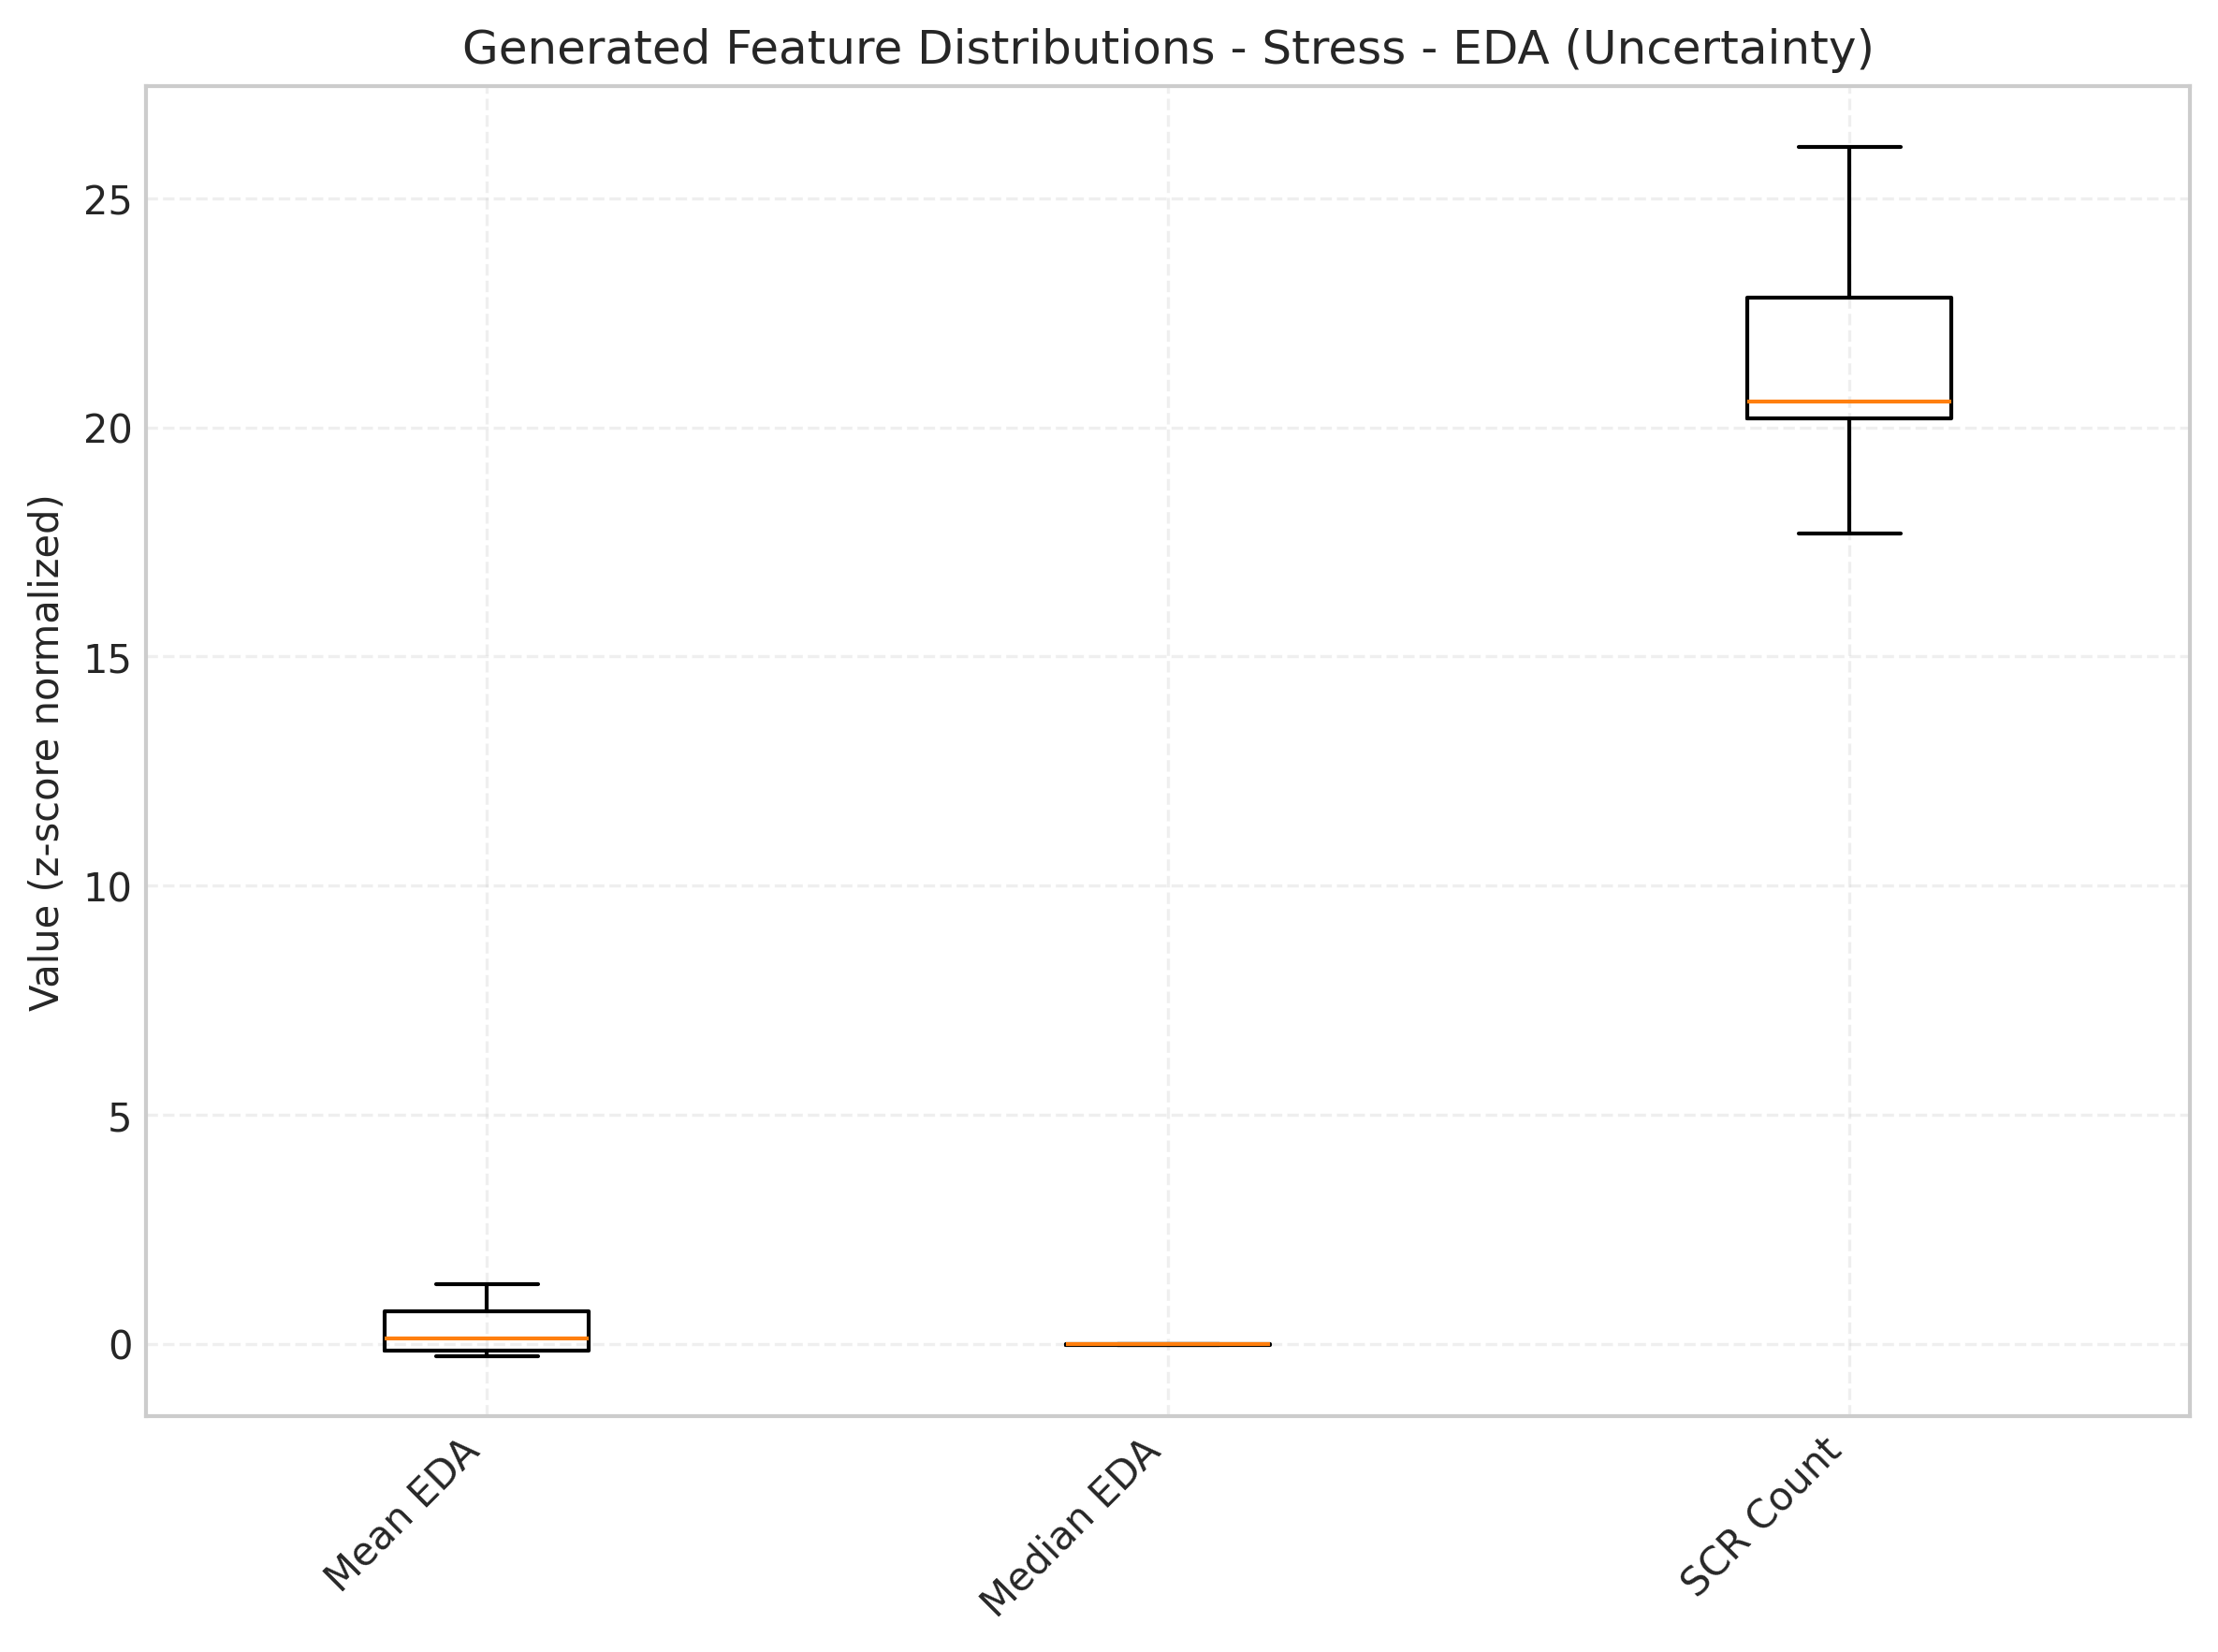 Generated Feature Distributions - Stress - EDA (Uncertainty)
Value (z-score normalized)
25
20
15
10
5
0
Mean EDA
Median EDA
SCR Count